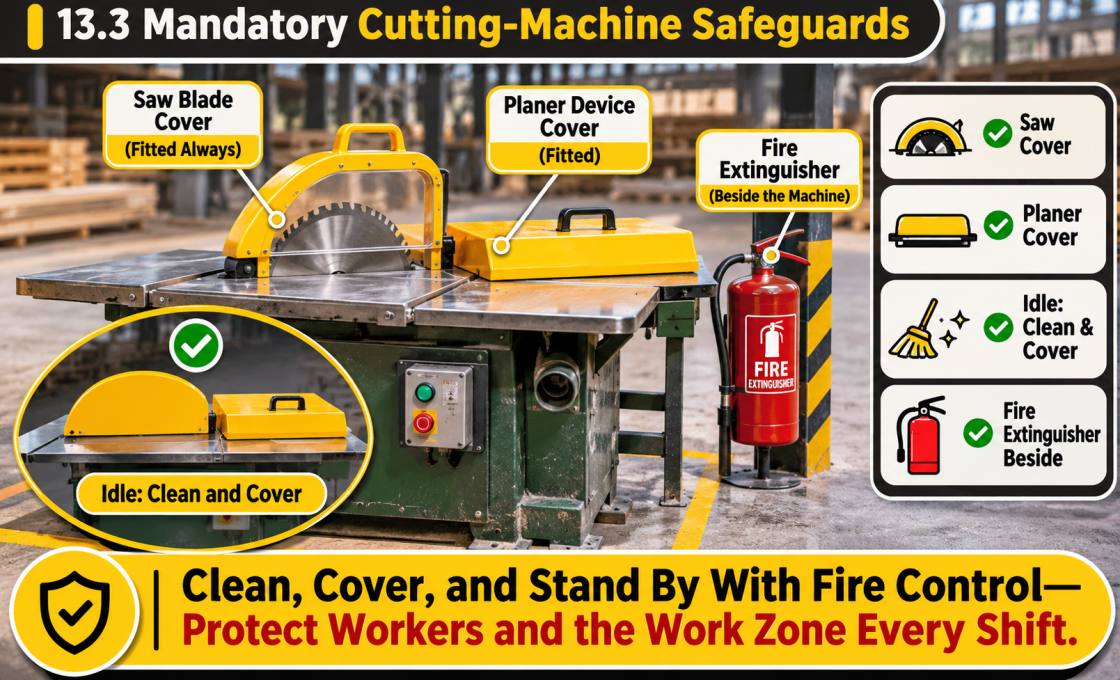 13.3 Mandatory Cutting-Machine Safeguards
Saw Blade
Cover
(Fitted Always)
Planer Device
Cover
(Fitted)
Fire
Extinguisher
(Beside the Machine)
FIRE
EXTINGUISHER
Saw
Cover
Planer
Cover
Idle:
Clean &
Cover
Fire
Extinguisher
Beside
Idle: Clean and Cover
Clean, Cover, and Stand By With Fire Control—
Protect Workers and the Work Zone Every Shift.